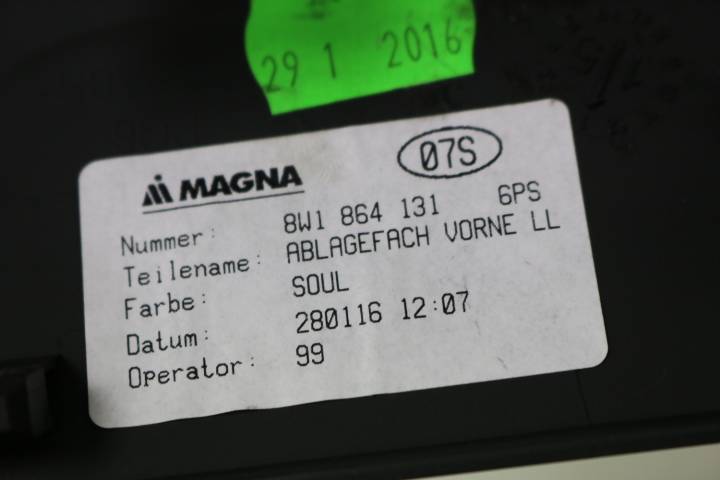 29 1 2016
MAGNA
07S
Nummer: 8W1 864 131 6PS
Teilename: ABLAGEFACH VORNE LL
Farbe: SOUL
Datum: 280116 12:07
Operator: 99